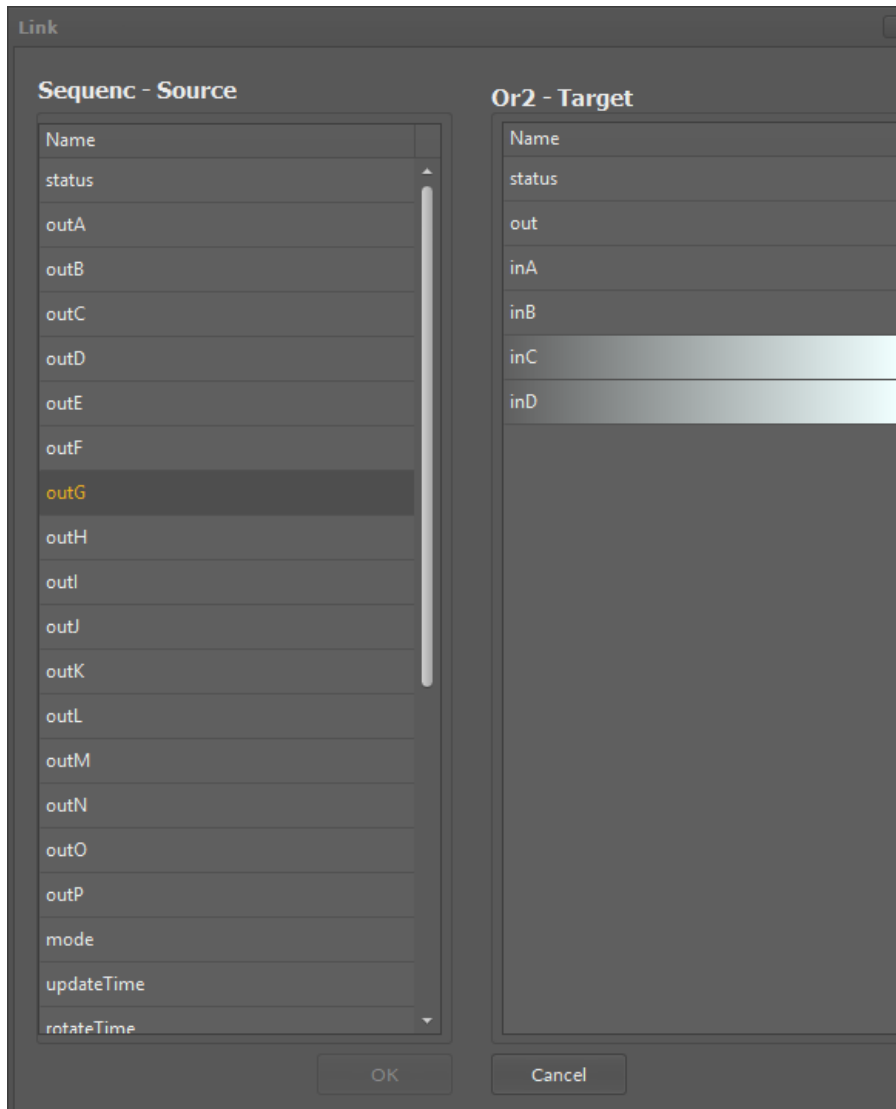 Link
Sequenc - Source
Name
status
outA
outB
outC
outD
outE
outF
outG
outH
outI
outJ
outK
outL
outM
outN
outO
outP
mode
updateTime
rotateTime
Or2 - Target
Name
status
out
inA
inB
inC
inD
OK
Cancel